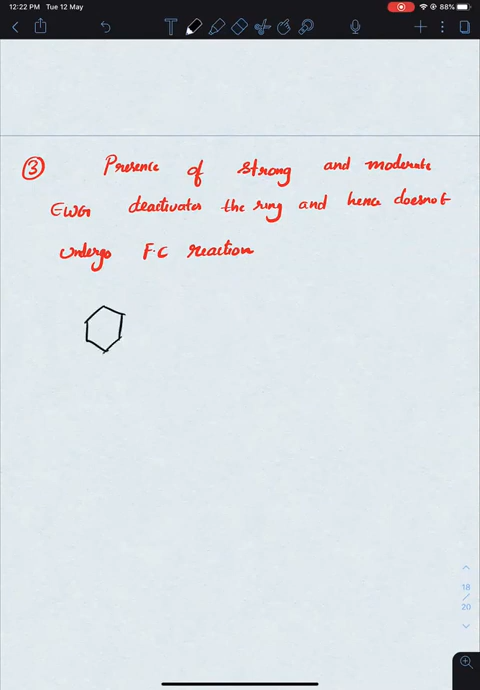 12:22 PM Tue 12 May
88%
③ Presence of strong and moderate
EWG deactivates the ring and hence doesnot
undergo F.C reaction
18
/
20